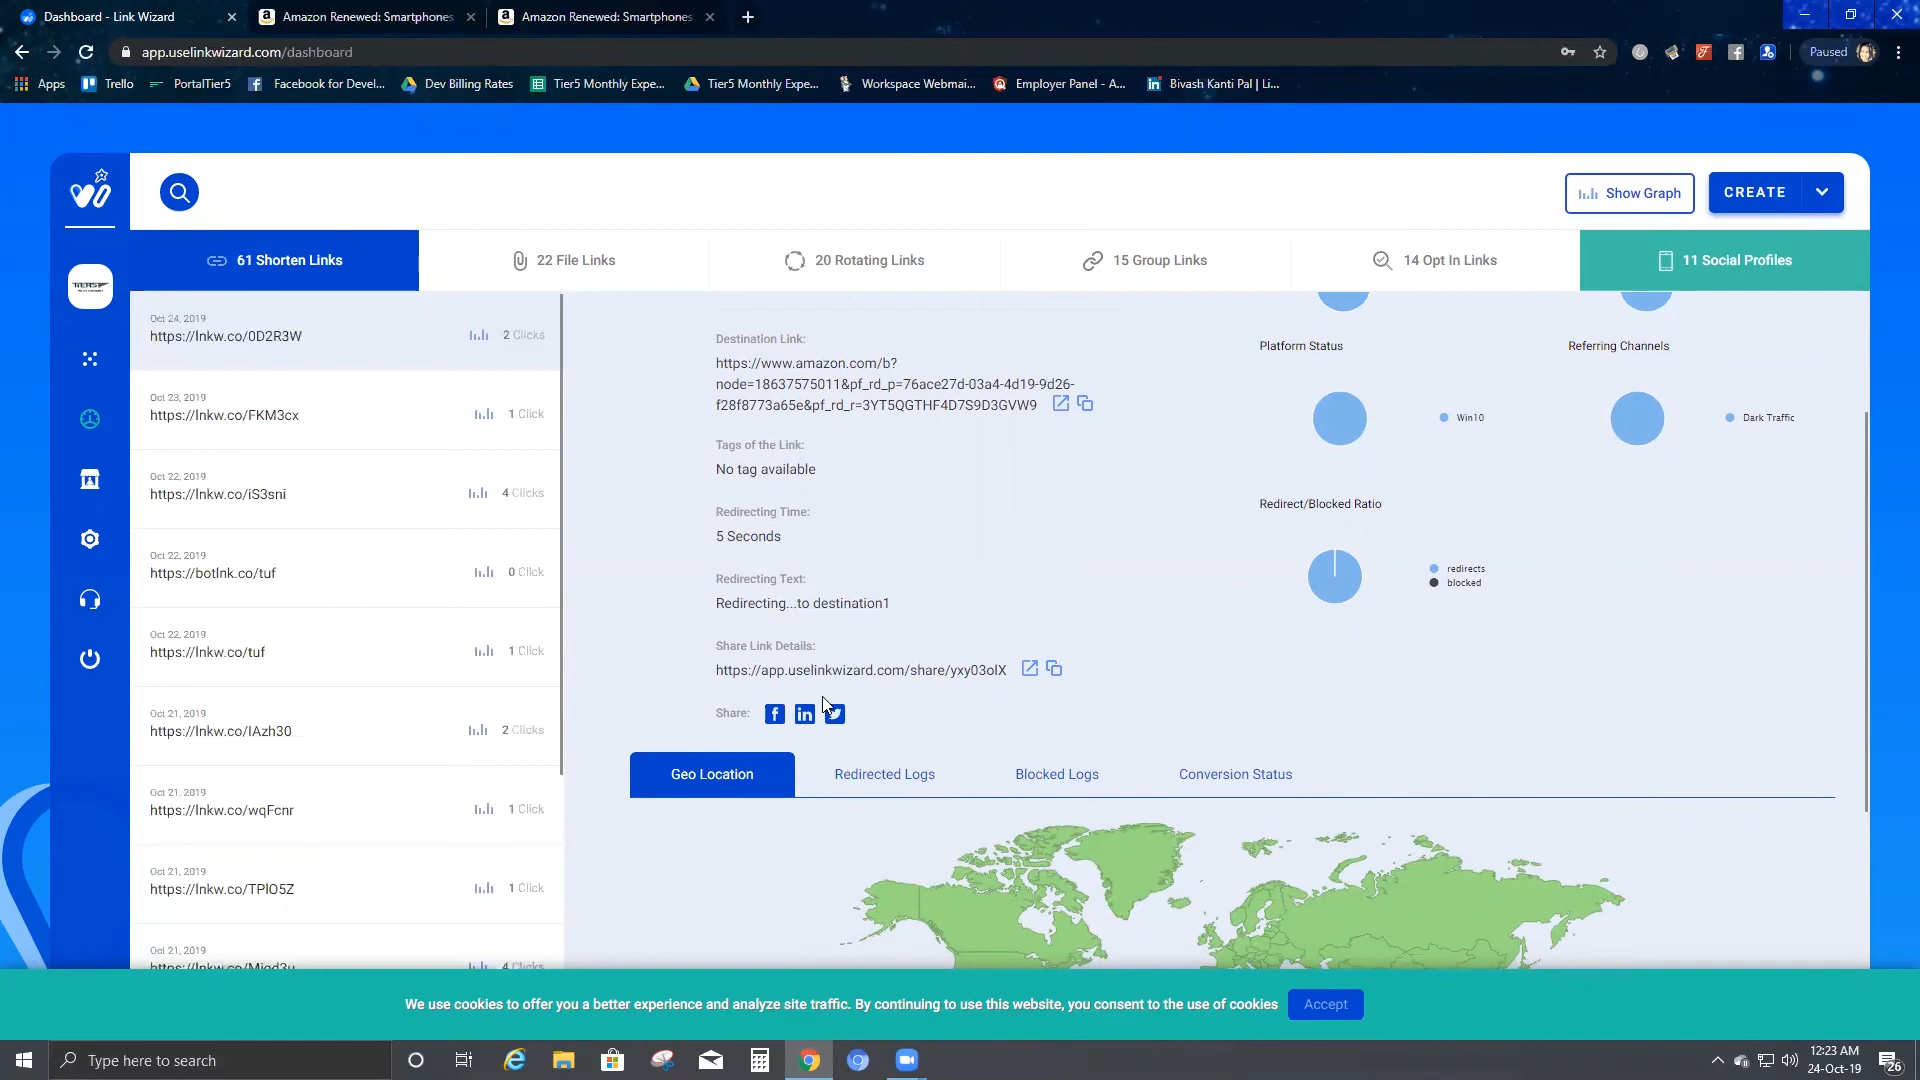 Dashboard - Link Wizard
Amazon Renewed: Smartphones
Amazon Renewed: Smartphones
app.uselinkwizard.com/dashboard
Paused
Apps
Trello
PortalTier5
Facebook for Devel...
Dev Billing Rates
Tier5 Monthly Expe...
Tier5 Monthly Expe...
Workspace Webmai...
Employer Panel - A...
Bivash Kanti Pal | Li...
Show Graph
CREATE
61 Shorten Links
22 File Links
20 Rotating Links
15 Group Links
14 Opt In Links
11 Social Profiles
TIER5
Oct 24, 2019
https://lnkw.co/0D2R3W
2 Clicks
Oct 23, 2019
https://lnkw.co/FKM3cx
1 Click
Oct 22, 2019
https://lnkw.co/iS3sni
4 Clicks
Oct 22, 2019
https://botlnk.co/tuf
0 Click
Oct 22, 2019
https://lnkw.co/tuf
1 Click
Oct 21, 2019
https://lnkw.co/IAzh30
2 Clicks
Oct 21, 2019
https://lnkw.co/wqFcnr
1 Click
Oct 21, 2019
https://lnkw.co/TPlO5Z
1 Click
Oct 21, 2019
4 Clicks
Destination Link:
https://www.amazon.com/b?
node=18637575011&pf_rd_p=76ace27d-03a4-4d19-9d26-
f28f8773a65e&pf_rd_r=3YT5QGTHF4D7S9D3GVW9
Tags of the Link:
No tag available
Redirecting Time:
5 Seconds
Redirecting Text:
Redirecting...to destination1
Share Link Details:
https://app.uselinkwizard.com/share/yxy03olX
Share:
Platform Status
Win10
Referring Channels
Dark Traffic
Redirect/Blocked Ratio
redirects
blocked
Geo Location
Redirected Logs
Blocked Logs
Conversion Status
We use cookies to offer you a better experience and analyze site traffic. By continuing to use this website, you consent to the use of cookies
Accept
Type here to search
12:23 AM
24-Oct-19
26